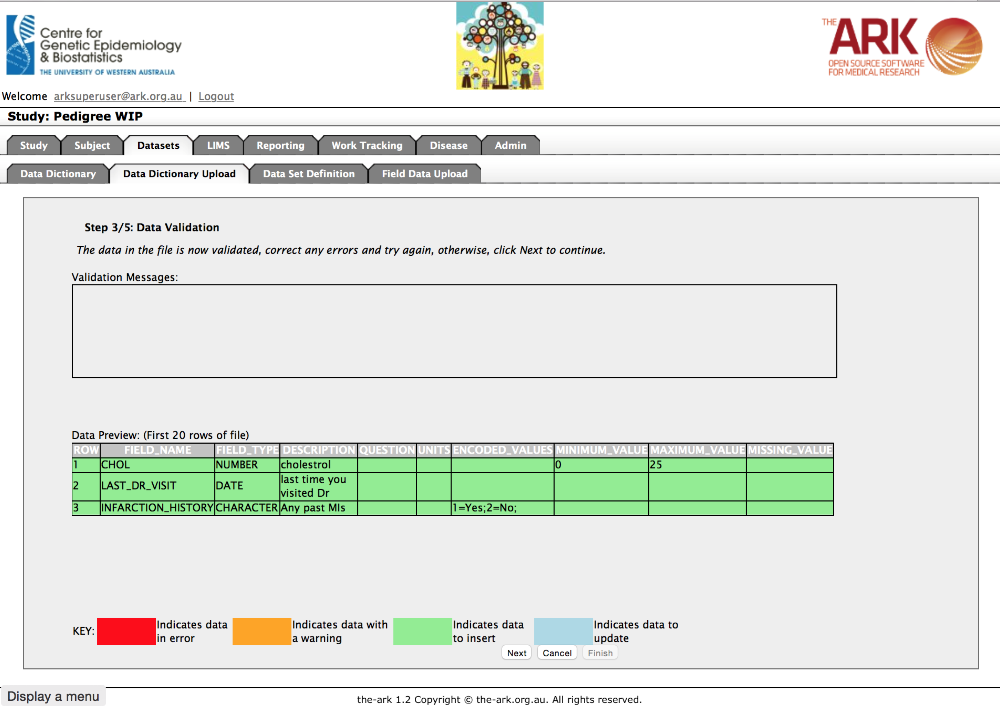 Centre for
Genetic Epidemiology
& Biostatistics
THE UNIVERSITY OF WESTERN AUSTRALIA
THE ARK
OPEN SOURCE SOFTWARE
FOR MEDICAL RESEARCH
Welcome arksuperuser@ark.org.au | Logout
Study: Pedigree WIP
Study Subject Datasets LIMS Reporting Work Tracking Disease Admin
Data Dictionary Data Dictionary Upload Data Set Definition Field Data Upload
Step 3/5: Data Validation
The data in the file is now validated, correct any errors and try again, otherwise, click Next to continue.
Validation Messages:
Data Preview: (First 20 rows of file)
ROW FIELD_NAME FIELD_TYPE DESCRIPTION QUESTION UNITS ENCODED_VALUES MINIMUM_VALUE MAXIMUM_VALUE MISSING_VALUE
1 CHOL NUMBER cholestrol 0 25
2 LAST_DR_VISIT DATE last time you
visited Dr
3 INFARCTION_HISTORY CHARACTER Any past MIs 1=Yes;2=No;
KEY: Indicates data
in error
Indicates data with
a warning
Indicates data
to insert
Indicates data to
update
Next Cancel Finish
Display a menu
the-ark 1.2 Copyright © the-ark.org.au. All rights reserved.